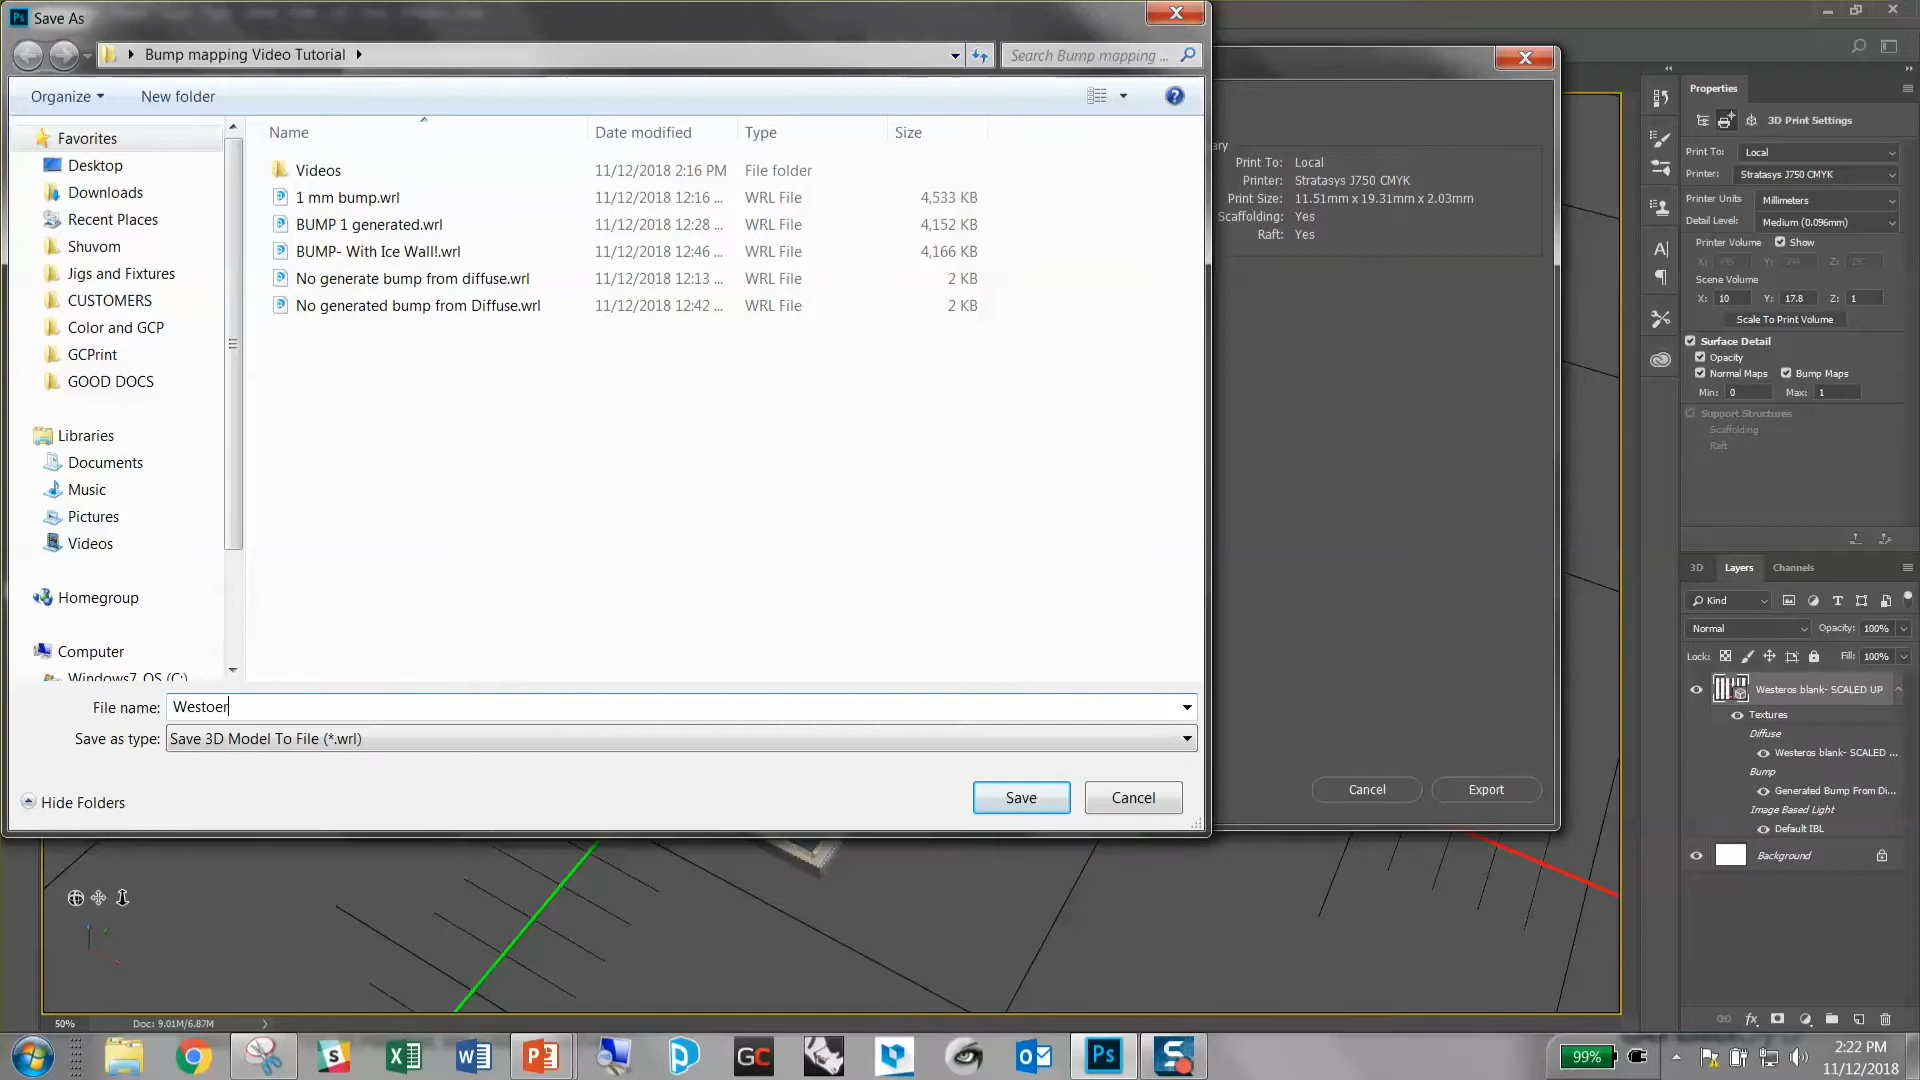 Save As
Bump mapping Video Tutorial
Search Bump mapping ...
Organize
New folder
Name
Date modified
Type
Size
Favorites
Desktop
Downloads
Recent Places
Shuvom
Jigs and Fixtures
CUSTOMERS
Color and GCP
GCPrint
GOOD DOCS
Libraries
Documents
Music
Pictures
Videos
Homegroup
Computer
Windows7_OS (C:)
Videos 11/12/2018 2:16 PM File folder
1 mm bump.wrl 11/12/2018 12:16 ... WRL File 4,533 KB
BUMP 1 generated.wrl 11/12/2018 12:28 ... WRL File 4,152 KB
BUMP- With Ice Wall!.wrl 11/12/2018 12:46 ... WRL File 4,166 KB
No generate bump from diffuse.wrl 11/12/2018 12:13 ... WRL File 2 KB
No generated bump from Diffuse.wrl 11/12/2018 12:42 ... WRL File 2 KB
File name: Westoer
Save as type: Save 3D Model To File (*.wrl)
Hide Folders
Save
Cancel
ary
Print To: Local
Printer: Stratasys J750 CMYK
Print Size: 11.51mm x 19.31mm x 2.03mm
Scaffolding: Yes
Raft: Yes
Cancel
Export
Properties
3D Print Settings
Print To: Local
Printer: Stratasys J750 CMYK
Printer Units Millimeters
Detail Level: Medium (0.096mm)
Printer Volume Show
X: Y: Z:
Scene Volume
X: 10 Y: 17.8 Z: 1
Scale To Print Volume
Surface Detail
Opacity
Normal Maps Bump Maps
Min: 0 Max: 1
Support Structures
Scaffolding
Raft
3D Layers Channels
Kind
Normal Opacity: 100%
Lock: Fill: 100%
Westeros blank- SCALED UP
Textures
Diffuse
Westeros blank- SCALED ...
Bump
Generated Bump From Di...
Image Based Light
Default IBL
Background
50% Doc: 9.01M/6.87M
GC
Ps
99%
2:22 PM
11/12/2018